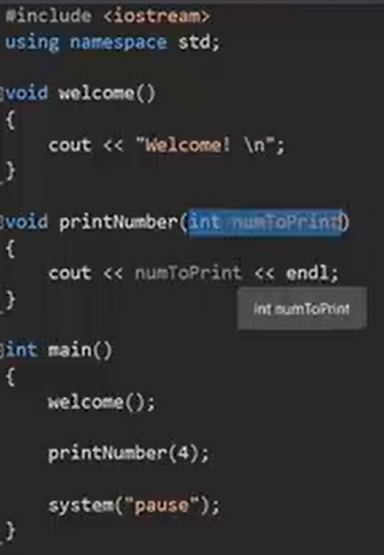 #include <iostream>
using namespace std;
void welcome()
{
cout << "Welcome! \n";
}
void printNumber(int numToPrint)
{
cout << numToPrint << endl;
}
int numToPrint
int main()
{
welcome();
printNumber(4);
system("pause");
}